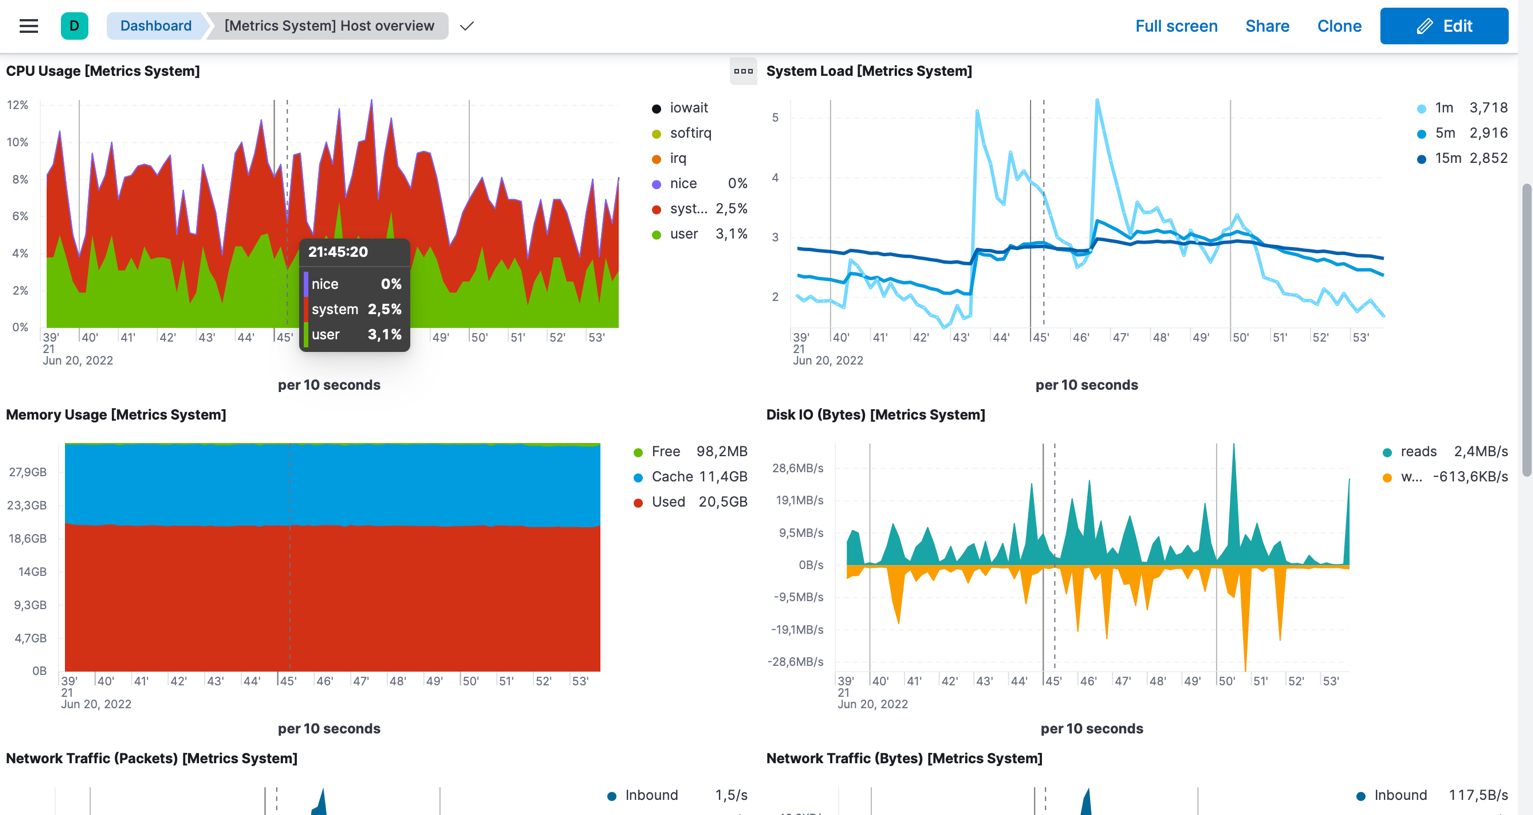 D
Dashboard
[Metrics System] Host overview
Full screen
Share
Clone
Edit
CPU Usage [Metrics System]
12%
10%
8%
6%
4%
2%
0%
39'
40'
41'
42'
43'
44'
45'
49'
50'
51'
52'
53'
21
Jun 20, 2022
per 10 seconds
21:45:20
nice 0%
system 2,5%
user 3,1%
iowait
softirq
irq
nice 0%
syst... 2,5%
user 3,1%
System Load [Metrics System]
5
4
3
2
39'
40'
41'
42'
43'
44'
45'
46'
47'
48'
49'
50'
51'
52'
53'
21
Jun 20, 2022
per 10 seconds
1m 3,718
5m 2,916
15m 2,852
Memory Usage [Metrics System]
27,9GB
23,3GB
18,6GB
14GB
9,3GB
4,7GB
0B
39'
40'
41'
42'
43'
44'
45'
46'
47'
48'
49'
50'
51'
52'
53'
21
Jun 20, 2022
per 10 seconds
Free 98,2MB
Cache 11,4GB
Used 20,5GB
Disk IO (Bytes) [Metrics System]
28,6MB/s
19,1MB/s
9,5MB/s
0B/s
-9,5MB/s
-19,1MB/s
-28,6MB/s
39'
40'
41'
42'
43'
44'
45'
46'
47'
48'
49'
50'
51'
52'
53'
21
Jun 20, 2022
per 10 seconds
reads 2,4MB/s
w... -613,6KB/s
Network Traffic (Packets) [Metrics System]
Inbound 1,5/s
Network Traffic (Bytes) [Metrics System]
Inbound 117,5B/s